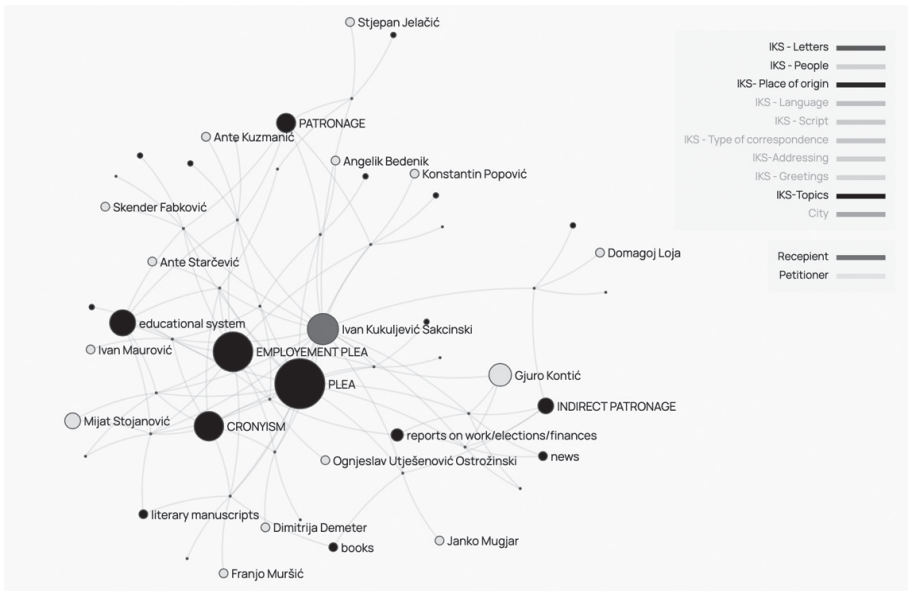 Stjepan Jelačić
PATRONAGE
Ante Kuzmanić
Angelik Bedenik
Konstantin Popović
Skender Fabković
Domagoj Loja
Ante Starčević
educational system
Ivan Kukuljević Sakcinski
Ivan Maurović
EMPLOYEMENT PLEA
PLEA
Gjuro Kontić
INDIRECT PATRONAGE
Mijat Stojanović
CRONYISM
reports on work/elections/finances
news
Ognjeslav Utješenović Ostrožinski
literary manuscripts
Dimitrija Demeter
books
Janko Mugjar
Franjo Muršić
IKS - Letters
IKS - People
IKS- Place of origin
IKS - Language
IKS - Script
IKS - Type of correspondence
IKS-Addressing
IKS - Greetings
IKS-Topics
City
Recepient
Petitioner